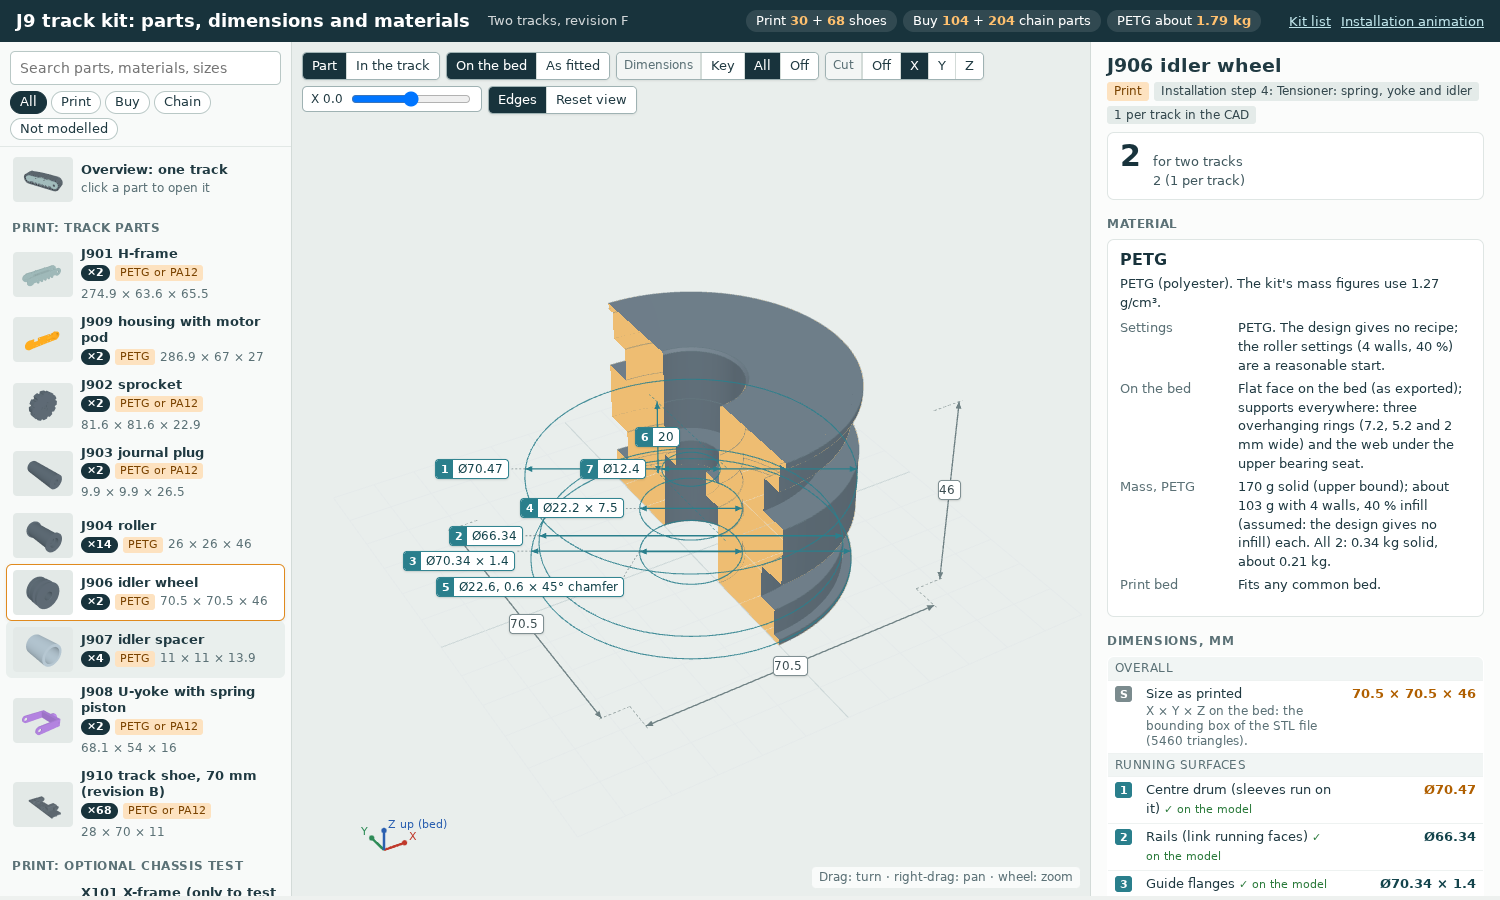 J9 track kit: parts, dimensions and materials
Two tracks, revision F
Print 30 + 68 shoes
Buy 104 + 204 chain parts
PETG about 1.79 kg
Kit list
Installation animation
Search parts, materials, sizes
All
Print
Buy
Chain
Not modelled
Overview: one track
click a part to open it
PRINT: TRACK PARTS
J901 H-frame
×2 PETG or PA12
274.9 × 63.6 × 65.5
J909 housing with motor
pod
×2 PETG 286.9 × 67 × 27
J902 sprocket
×2 PETG or PA12
81.6 × 81.6 × 22.9
J903 journal plug
×2 PETG or PA12
9.9 × 9.9 × 26.5
J904 roller
×14 PETG 26 × 26 × 46
J906 idler wheel
×2 PETG 70.5 × 70.5 × 46
J907 idler spacer
×4 PETG 11 × 11 × 13.9
J908 U-yoke with spring
piston
×2 PETG or PA12
68.1 × 54 × 16
J910 track shoe, 70 mm
(revision B)
×68 PETG or PA12
28 × 70 × 11
PRINT: OPTIONAL CHASSIS TEST
X101 X-frame (only to test
Part
In the track
On the bed
As fitted
Dimensions
Key
All
Off
Cut
Off
X
Y
Z
X 0.0
Edges
Reset view
6 20
1 Ø70.47
7 Ø12.4
4 Ø22.2 × 7.5
2 Ø66.34
3 Ø70.34 × 1.4
5 Ø22.6, 0.6 × 45° chamfer
46
70.5
70.5
Z up (bed)
Y
X
Drag: turn · right-drag: pan · wheel: zoom
J906 idler wheel
Print
Installation step 4: Tensioner: spring, yoke and idler
1 per track in the CAD
2
for two tracks
2 (1 per track)
MATERIAL
PETG
PETG (polyester). The kit's mass figures use 1.27
g/cm³.
Settings
PETG. The design gives no recipe;
the roller settings (4 walls, 40 %)
are a reasonable start.
On the bed
Flat face on the bed (as exported);
supports everywhere: three
overhanging rings (7.2, 5.2 and 2
mm wide) and the web under the
upper bearing seat.
Mass, PETG
170 g solid (upper bound); about
103 g with 4 walls, 40 % infill
(assumed: the design gives no
infill) each. All 2: 0.34 kg solid,
about 0.21 kg.
Print bed
Fits any common bed.
DIMENSIONS, MM
OVERALL
S Size as printed 70.5 × 70.5 × 46
X × Y × Z on the bed: the
bounding box of the STL file
(5460 triangles).
RUNNING SURFACES
1 Centre drum (sleeves run on Ø70.47
it) ✓ on the model
2 Rails (link running faces) ✓ Ø66.34
on the model
3 Guide flanges ✓ on the model Ø70.34 × 1.4